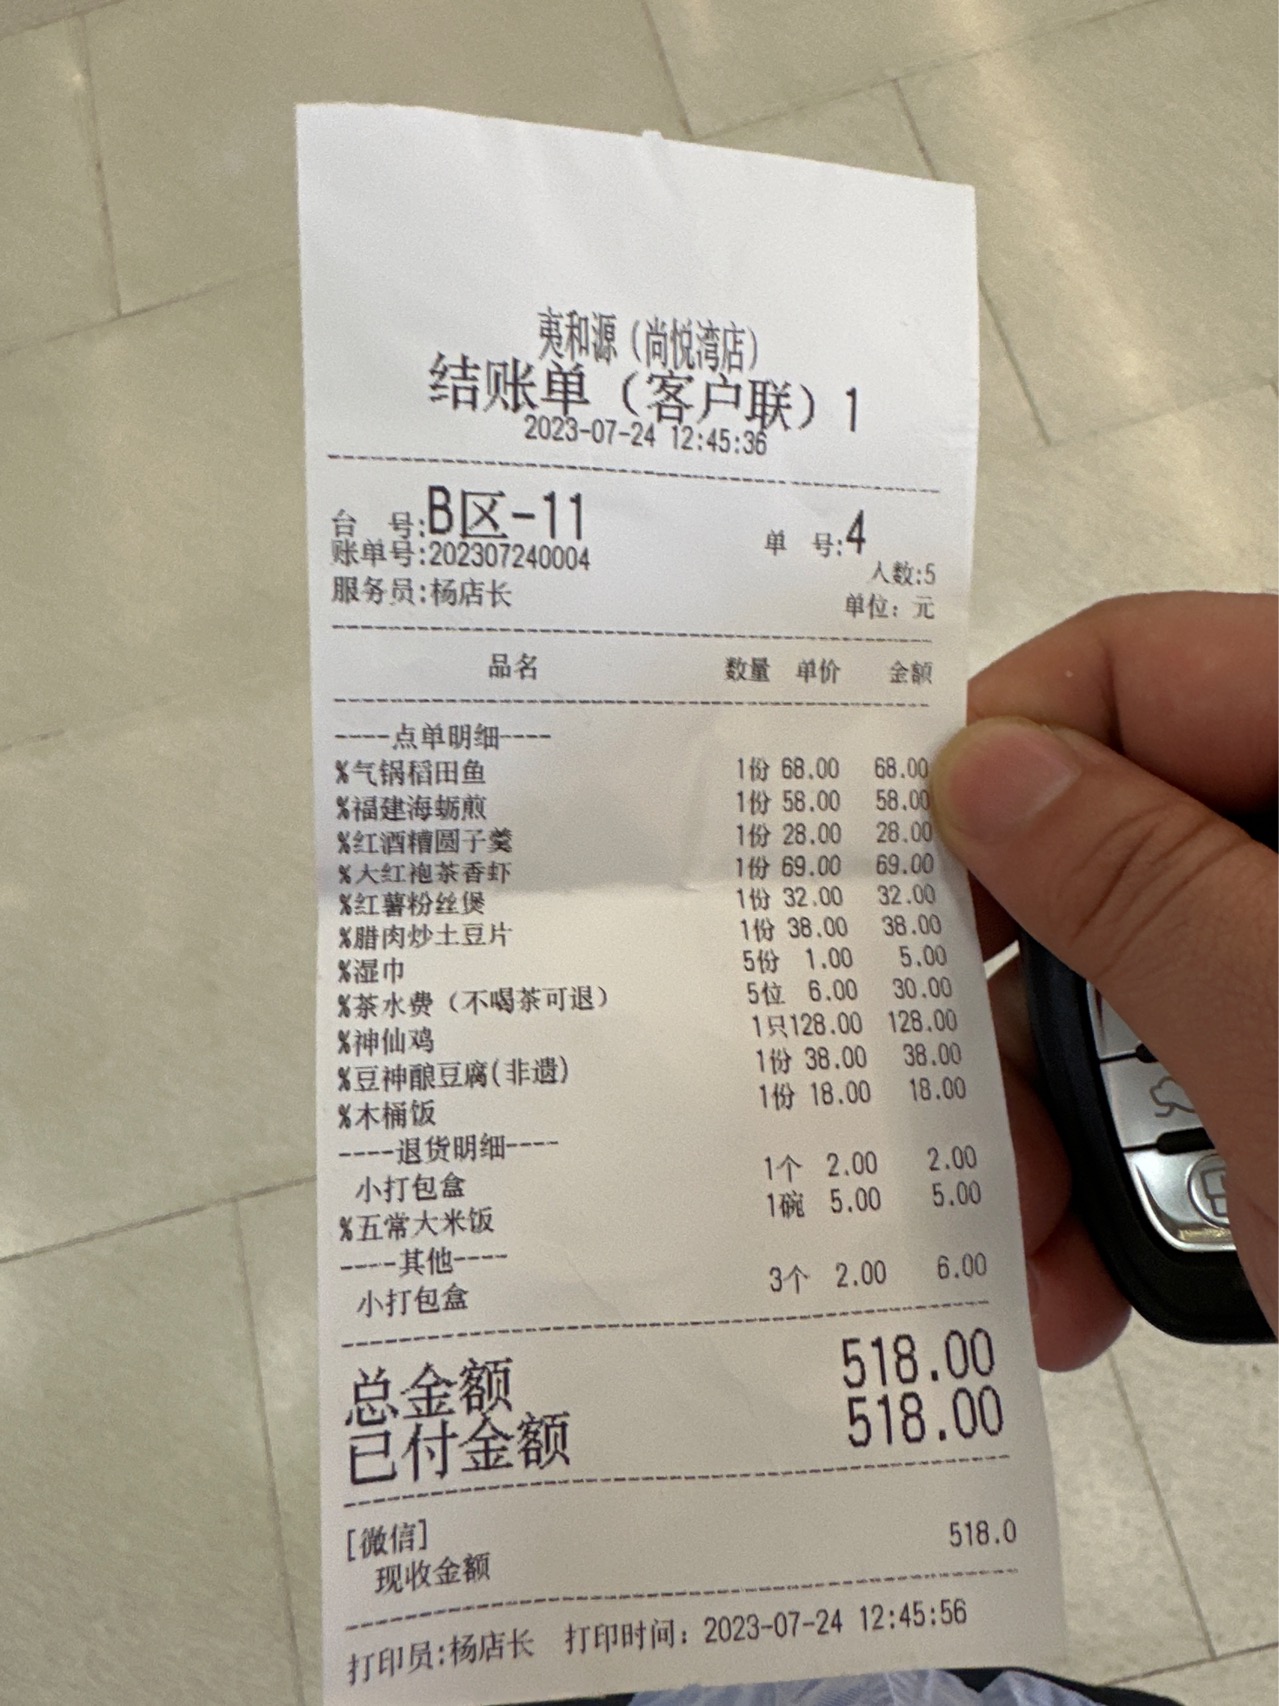 夷和源（尚悦湾店）
结账单（客户联）1
2023-07-24 12:45:36
台 号:B区-11 单 号:4
账单号:202307240004 人数:5
服务员:杨店长 单位：元
品名 数量 单价 金额
----点单明细----
%气锅稻田鱼 1份 68.00 68.00
%福建海蛎煎 1份 58.00 58.00
%红酒糟圆子羹 1份 28.00 28.00
%大红袍茶香虾 1份 69.00 69.00
%红薯粉丝煲 1份 32.00 32.00
%腊肉炒土豆片 1份 38.00 38.00
%湿巾 5份 1.00 5.00
%茶水费（不喝茶可退） 5位 6.00 30.00
%神仙鸡 1只128.00 128.00
%豆神酿豆腐(非遗) 1份 38.00 38.00
%木桶饭 1份 18.00 18.00
----退货明细----
小打包盒 1个 2.00 2.00
%五常大米饭 1碗 5.00 5.00
----其他----
小打包盒 3个 2.00 6.00
总金额 518.00
已付金额 518.00
[微信]
现收金额 518.0
打印员:杨店长 打印时间：2023-07-24 12:45:56